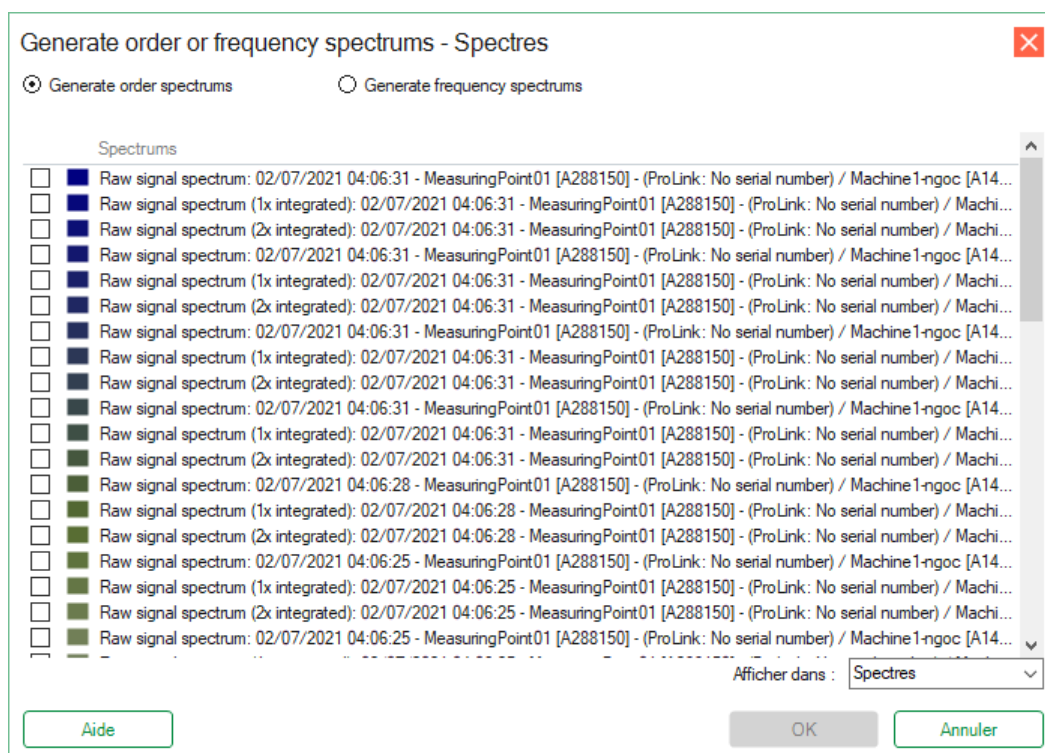 Generate order or frequency spectrums - Spectres
Generate order spectrums Generate frequency spectrums
Spectrums
Raw signal spectrum: 02/07/2021 04:06:31 - MeasuringPoint01 [A288150] - (ProLink: No serial number) / Machine1-ngoc [A14...
Raw signal spectrum (1x integrated): 02/07/2021 04:06:31 - MeasuringPoint01 [A288150] - (ProLink: No serial number) / Machi...
Raw signal spectrum (2x integrated): 02/07/2021 04:06:31 - MeasuringPoint01 [A288150] - (ProLink: No serial number) / Machi...
Raw signal spectrum: 02/07/2021 04:06:31 - MeasuringPoint01 [A288150] - (ProLink: No serial number) / Machine1-ngoc [A14...
Raw signal spectrum (1x integrated): 02/07/2021 04:06:31 - MeasuringPoint01 [A288150] - (ProLink: No serial number) / Machi...
Raw signal spectrum (2x integrated): 02/07/2021 04:06:31 - MeasuringPoint01 [A288150] - (ProLink: No serial number) / Machi...
Raw signal spectrum: 02/07/2021 04:06:31 - MeasuringPoint01 [A288150] - (ProLink: No serial number) / Machine1-ngoc [A14...
Raw signal spectrum (1x integrated): 02/07/2021 04:06:31 - MeasuringPoint01 [A288150] - (ProLink: No serial number) / Machi...
Raw signal spectrum (2x integrated): 02/07/2021 04:06:31 - MeasuringPoint01 [A288150] - (ProLink: No serial number) / Machi...
Raw signal spectrum: 02/07/2021 04:06:31 - MeasuringPoint01 [A288150] - (ProLink: No serial number) / Machine1-ngoc [A14...
Raw signal spectrum (1x integrated): 02/07/2021 04:06:31 - MeasuringPoint01 [A288150] - (ProLink: No serial number) / Machi...
Raw signal spectrum (2x integrated): 02/07/2021 04:06:31 - MeasuringPoint01 [A288150] - (ProLink: No serial number) / Machi...
Raw signal spectrum: 02/07/2021 04:06:28 - MeasuringPoint01 [A288150] - (ProLink: No serial number) / Machine1-ngoc [A14...
Raw signal spectrum (1x integrated): 02/07/2021 04:06:28 - MeasuringPoint01 [A288150] - (ProLink: No serial number) / Machi...
Raw signal spectrum (2x integrated): 02/07/2021 04:06:28 - MeasuringPoint01 [A288150] - (ProLink: No serial number) / Machi...
Raw signal spectrum: 02/07/2021 04:06:25 - MeasuringPoint01 [A288150] - (ProLink: No serial number) / Machine1-ngoc [A14...
Raw signal spectrum (1x integrated): 02/07/2021 04:06:25 - MeasuringPoint01 [A288150] - (ProLink: No serial number) / Machi...
Raw signal spectrum (2x integrated): 02/07/2021 04:06:25 - MeasuringPoint01 [A288150] - (ProLink: No serial number) / Machi...
Raw signal spectrum: 02/07/2021 04:06:25 - MeasuringPoint01 [A288150] - (ProLink: No serial number) / Machine1-ngoc [A14...
Afficher dans : Spectres
Aide OK Annuler